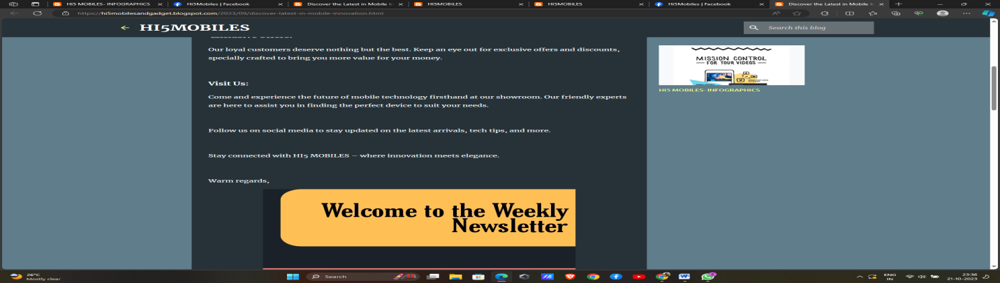 HI5 MOBILES- INFOGRAPHICS
Hi5Mobiles | Facebook
Discover the Latest in Mobile In
HI5MOBILES
HI5MOBILES
Hi5Mobiles | Facebook
Discover the Latest in Mobile In
https://hi5mobilesandgadget.blogspot.com/2023/09/discover-latest-in-mobile-innovation.html
HI5MOBILES
Search this blog
Our loyal customers deserve nothing but the best. Keep an eye out for exclusive offers and discounts,
specially crafted to bring you more value for your money.
Visit Us:
Come and experience the future of mobile technology firsthand at our showroom. Our friendly experts
are here to assist you in finding the perfect device to suit your needs.
Follow us on social media to stay updated on the latest arrivals, tech tips, and more.
Stay connected with HI5 MOBILES – where innovation meets elegance.
Warm regards,
Welcome to the Weekly
Newsletter
MISSION CONTROL
— FOR YOUR VIDEOS —
HI5 MOBILES- INFOGRAPHICS
26°C
Mostly clear
Search
ENG
IN
23:36
21-10-2023